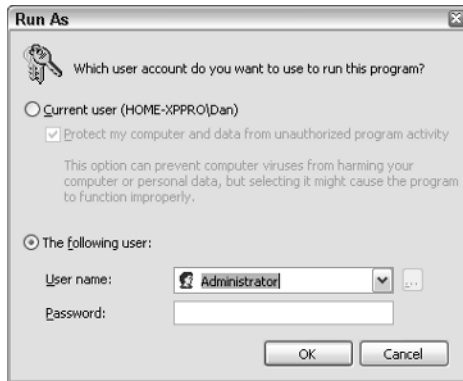 Run As
Which user account do you want to use to run this program?
Current user (HOME-XPPRO\Dan)
Protect my computer and data from unauthorized program activity
This option can prevent computer viruses from harming your
computer or personal data, but selecting it might cause the program
to function improperly.
The following user:
User name: Administrator ...
Password:
OK Cancel